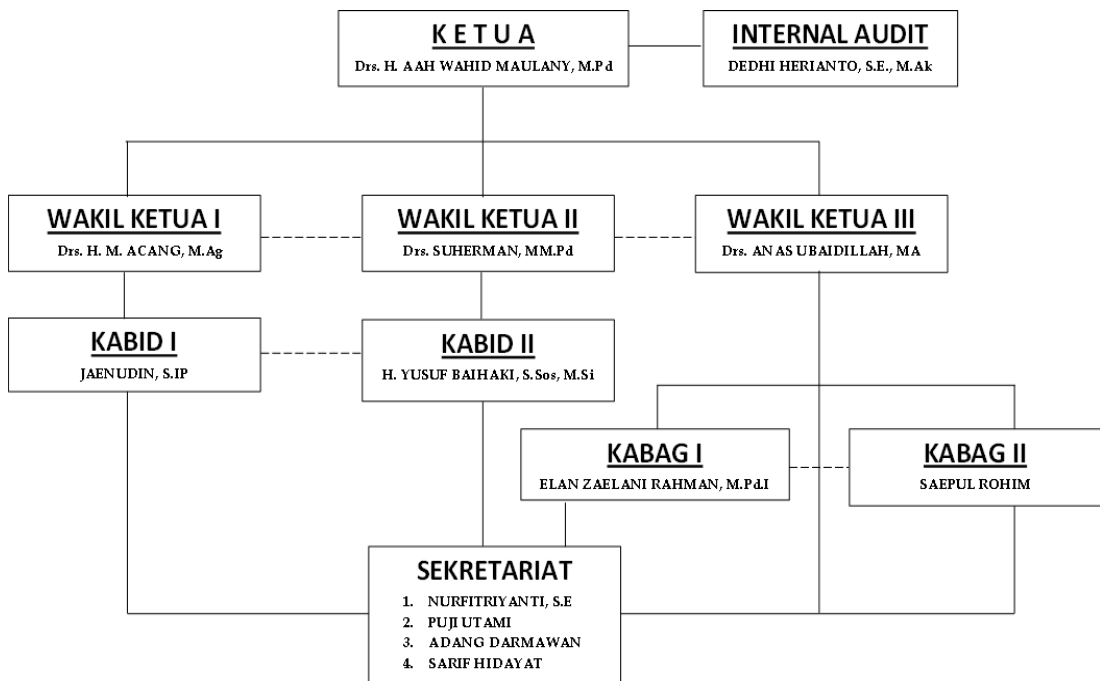 K E T U A
Drs. H. AAH WAHID MAULANY, M.Pd
INTERNAL AUDIT
DEDHI HERIANTO, S.E., M.Ak
WAKIL KETUA I
Drs. H. M. ACANG, M.Ag
WAKIL KETUA II
Drs. SUHERMAN, MM.Pd
WAKIL KETUA III
Drs. ANAS UBAIDILLAH, MA
KABID I
JAENUDIN, S.IP
KABID II
H. YUSUF BAIHAKI, S.Sos, M.Si
KABAG I
ELAN ZAELANI RAHMAN, M.Pd.I
KABAG II
SAEPUL ROHIM
SEKRETARIAT
1. NURFITRIYANTI, S.E
2. PUJI UTAMI
3. ADANG DARMAWAN
4. SARIF HIDAYAT